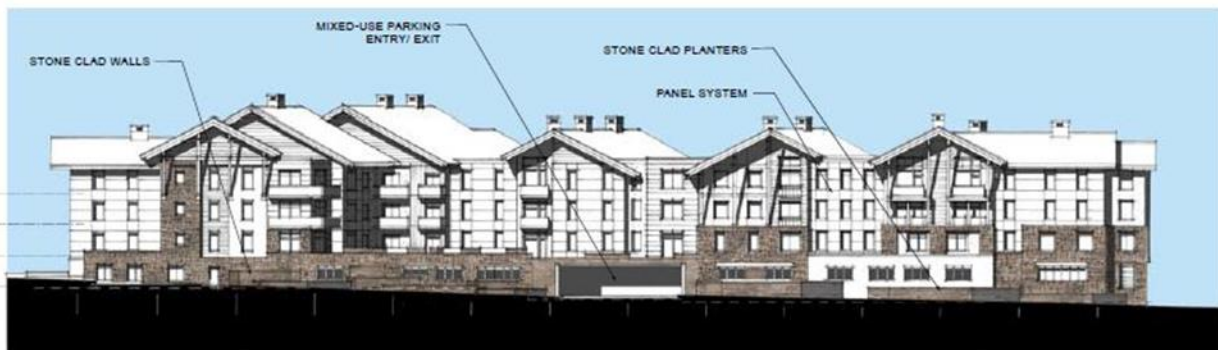 MIXED-USE PARKING
ENTRY/ EXIT
STONE CLAD WALLS
STONE CLAD PLANTERS
PANEL SYSTEM